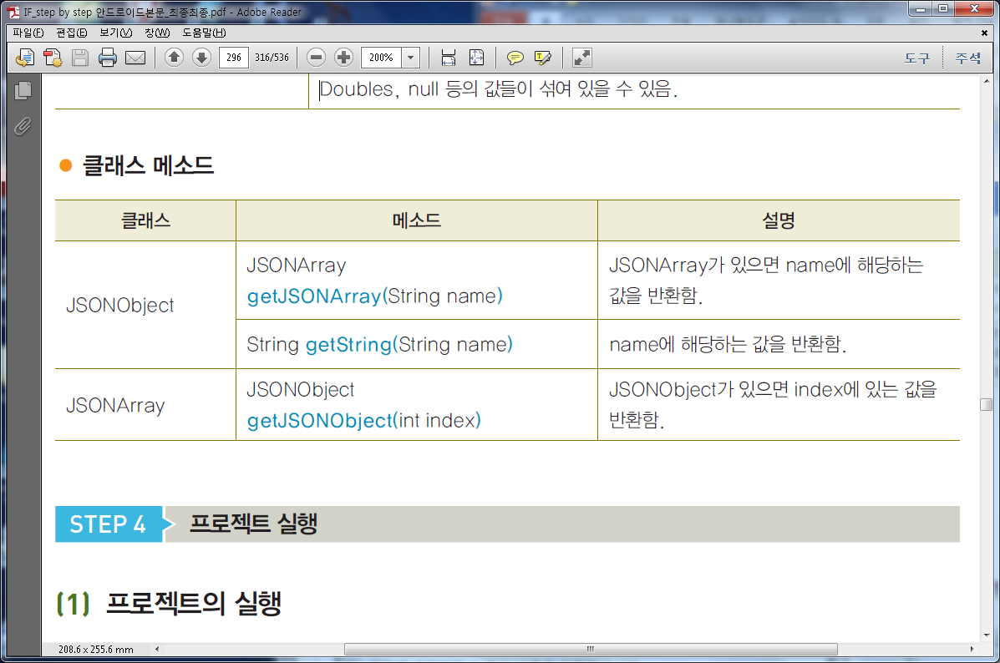 IF_step by step 안드로이드본문_최종최종.pdf - Adobe Reader
파일(F) 편집(E) 보기(V) 창(W) 도움말(H)
296 316/536 200% 도구 주석
Doubles, null 등의 값들이 섞여 있을 수 있음.
클래스 메소드
클래스 메소드 설명
JSONObject
JSONArray
getJSONArray(String name)
JSONArray가 있으면 name에 해당하는
값을 반환함.
String getString(String name)
name에 해당하는 값을 반환함.
JSONArray
JSONObject
getJSONObject(int index)
JSONObject가 있으면 index에 있는 값을
반환함.
STEP 4 프로젝트 실행
(1) 프로젝트의 실행
208.6 x 255.6 mm